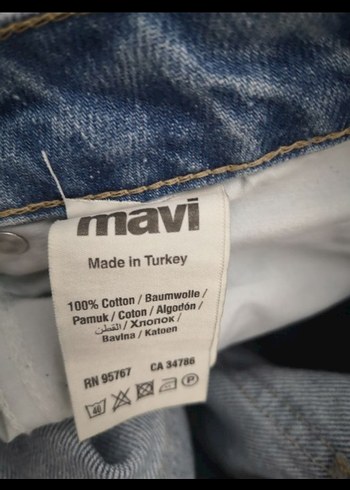 mavi
Made in Turkey
100% Cotton / Baumwolle /
Pamuk / Coton / Algodón /
القطن / Хлопок /
Bavlna / Katoen
RN 95767 CA 34786
40 P